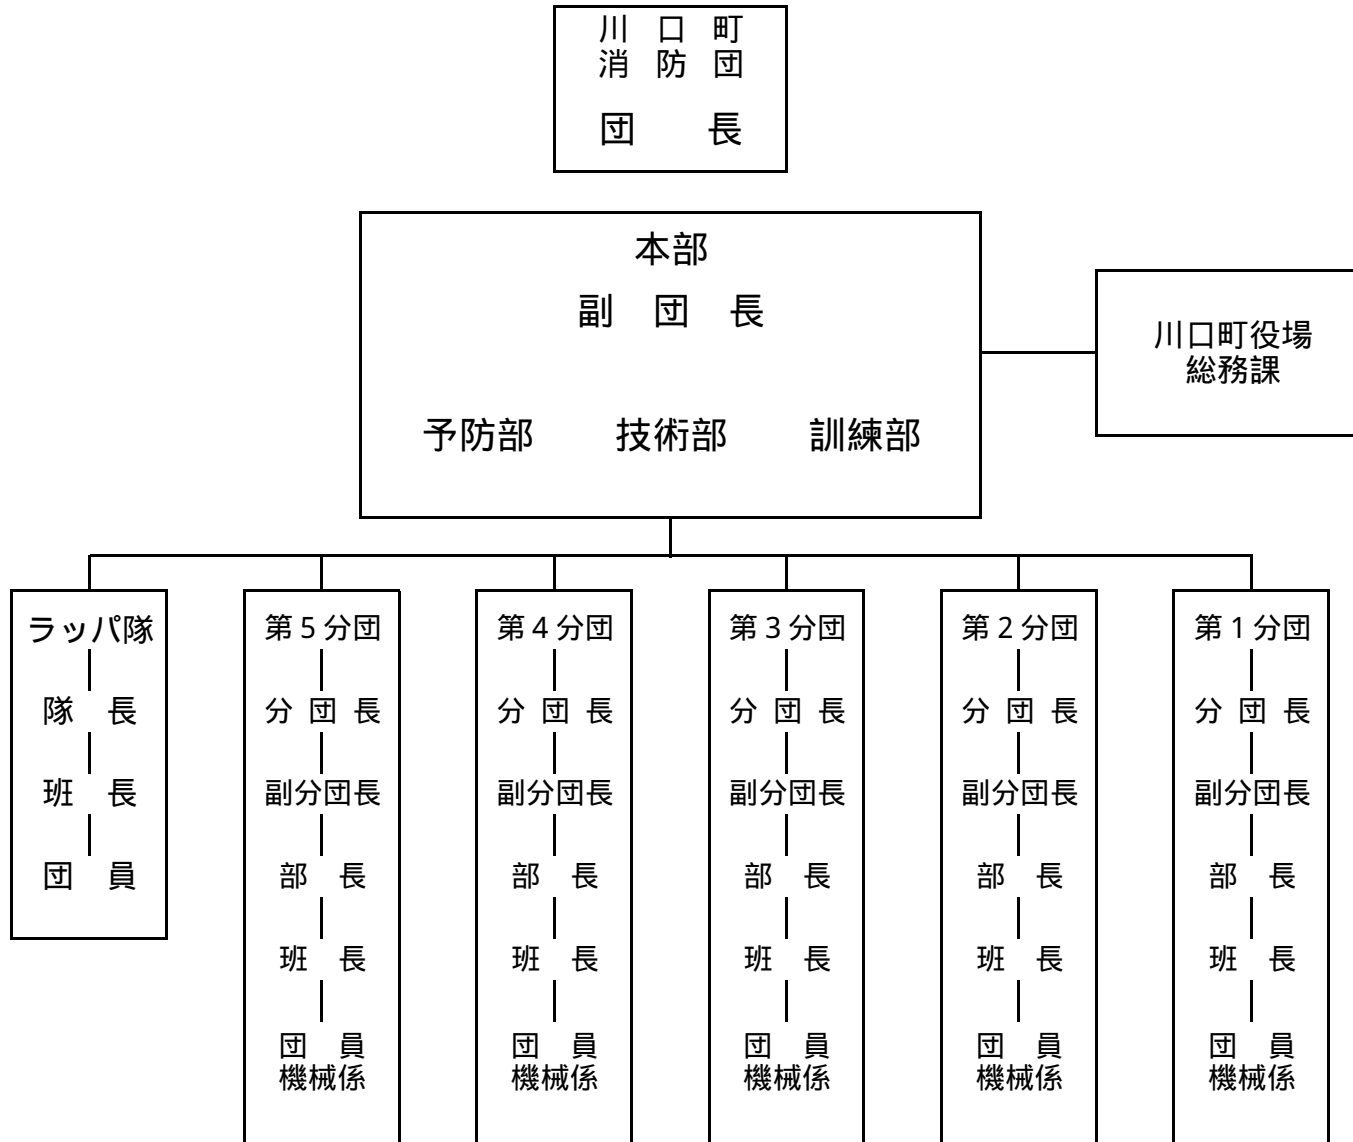 川口町
消防団
団長
本部
副団長
予防部 技術部 訓練部
川口町役場
総務課
ラッパ隊
隊長
班長
団員
第5分団
分団長
副分団長
部長
班長
団員
機械係
第4分団
分団長
副分団長
部長
班長
団員
機械係
第3分団
分団長
副分団長
部長
班長
団員
機械係
第2分団
分団長
副分団長
部長
班長
団員
機械係
第1分団
分団長
副分団長
部長
班長
団員
機械係